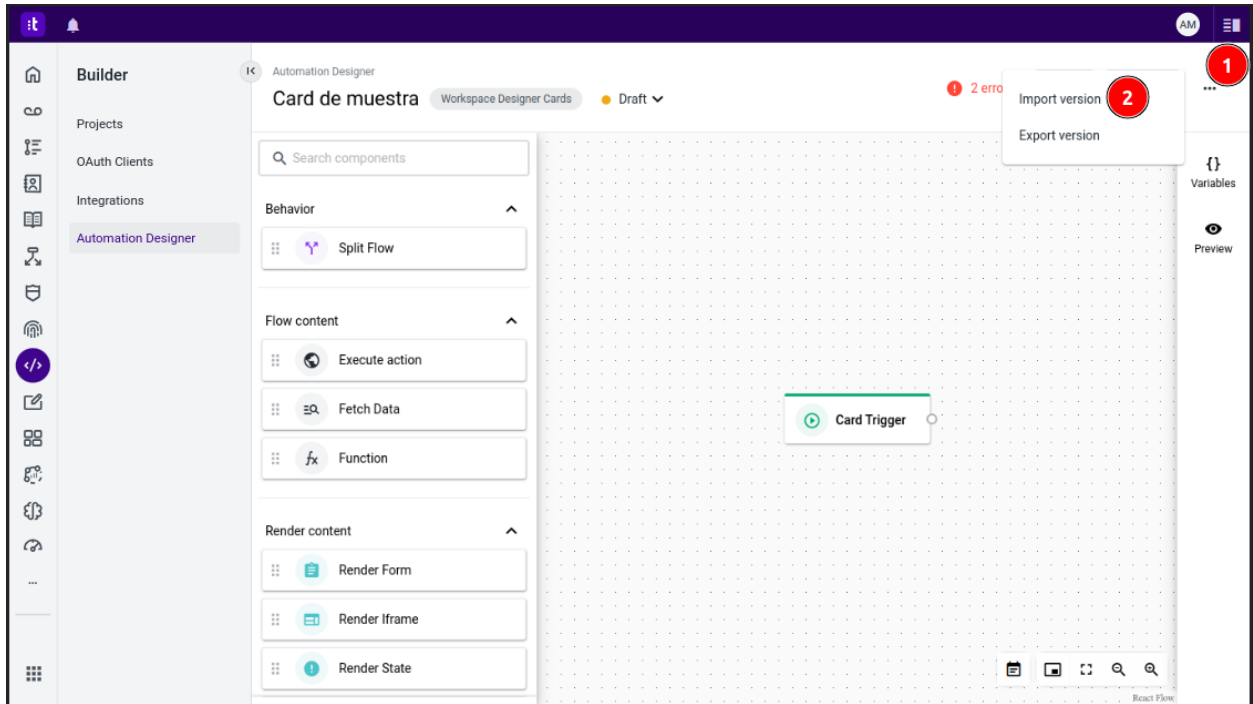 :t
AM
1
Builder
Projects
OAuth Clients
Integrations
Automation Designer
Automation Designer
Card de muestra
Workspace Designer Cards
Draft
2 erro
Import version
2
Export version
Search components
Behavior
Split Flow
Flow content
Execute action
Fetch Data
fx Function
Render content
Render Form
Render Iframe
Render State
Card Trigger
{}
Variables
Preview
React Flow